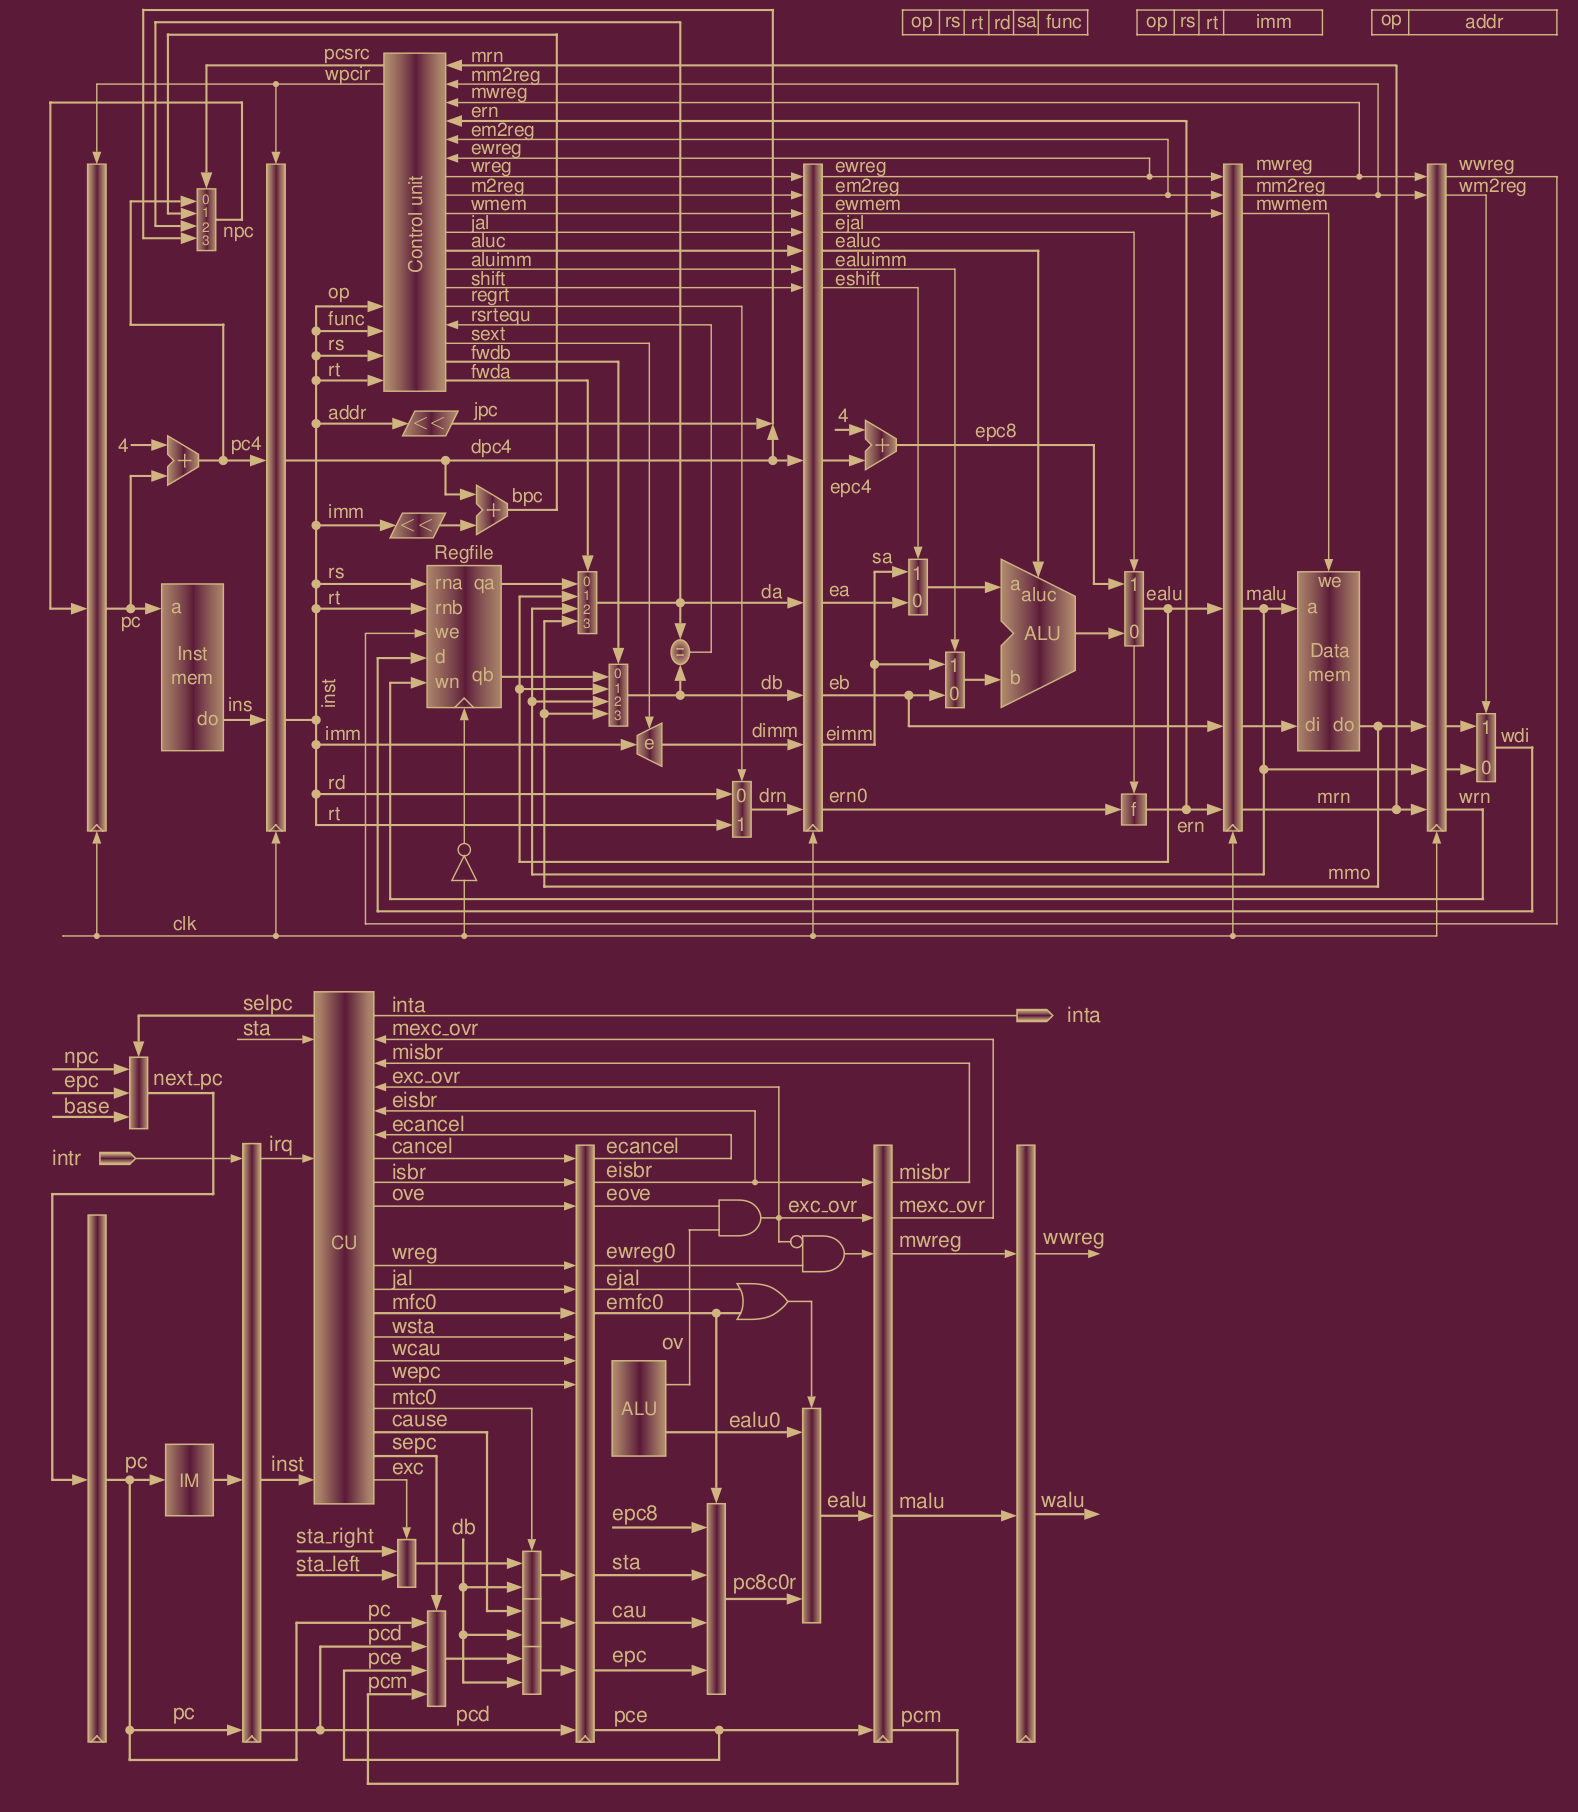 op rs rt rd sa func
op rs rt imm
op addr
pcsrc
wpcir
mrn
mm2reg
mwreg
ern
em2reg
ewreg
wreg
m2reg
wmem
jal
aluc
aluimm
shift
regrt
rsrtequ
sext
fwdb
fwda
Control unit
op
func
rs
rt
ewreg
em2reg
ewmem
ejal
ealuc
ealuimm
eshift
mwreg
mm2reg
mwmem
wwreg
wm2reg
0
1
2
3
npc
addr
<<
jpc
4
+
pc4
dpc4
4
+
epc8
epc4
imm
<<
+
bpc
Regfile
rs
rt
rna
rnb
we
d
wn
qa
qb
0
1
2
3
0
1
2
3
=
da
db
ea
eb
sa
1
0
1
0
a
aluc
ALU
b
1
0
ealu
malu
we
a
Data
mem
di do
a
Inst
mem
do
pc
ins
inst
imm
e
dimm
eimm
1
0
wdi
rd
rt
0
1
drn
ern0
f
ern
mrn
wrn
mmo
clk
selpc
sta
npc
epc
base
next_pc
intr
irq
CU
inta
mexc_ovr
misbr
exc_ovr
eisbr
ecancel
cancel
isbr
ove
wreg
jal
mfc0
wsta
wcau
wepc
mtc0
cause
sepc
exc
inta
ecancel
eisbr
eove
ewreg0
ejal
emfc0
exc_ovr
misbr
mexc_ovr
mwreg
wwreg
ov
ALU
ealu0
pc
IM
inst
sta_right
sta_left
db
epc8
sta
cau
epc
pc8c0r
ealu
malu
walu
pc
pcd
pce
pcm
pc
pcd
pce
pcm